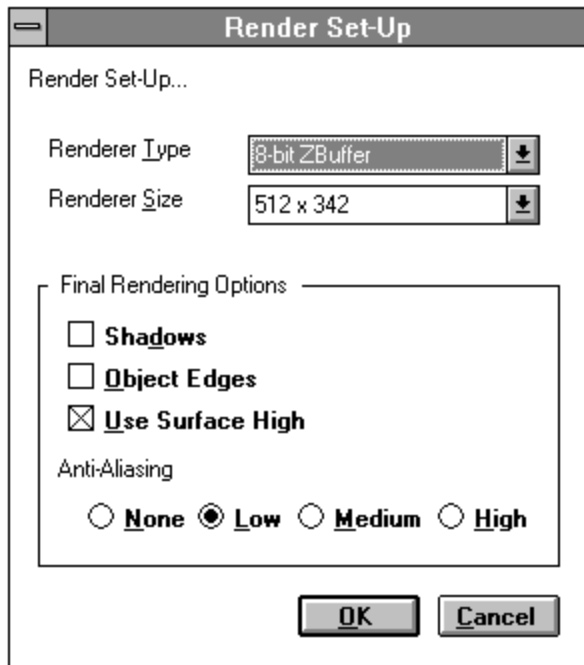 Render Set-Up
Render Set-Up...
Renderer Type 8-bit ZBuffer
Renderer Size 512 x 342
Final Rendering Options
Shadows
Object Edges
Use Surface High
Anti-Aliasing
None Low Medium High
OK Cancel